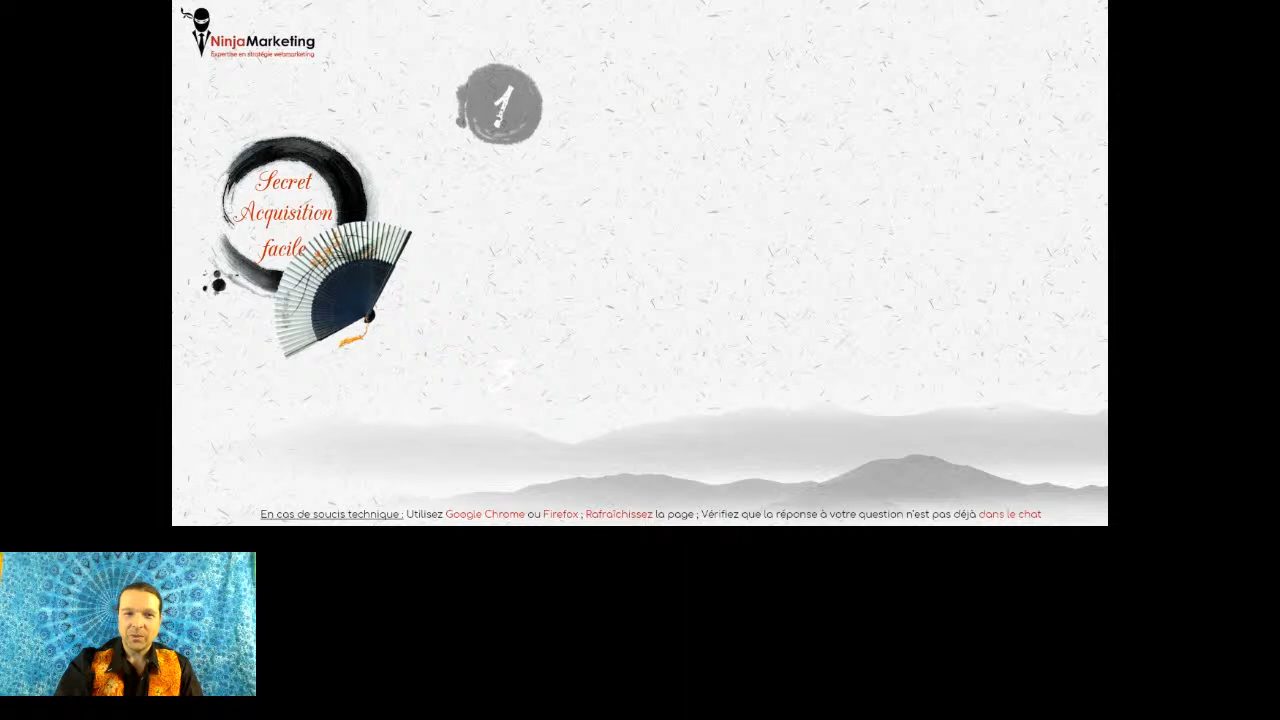 NinjaMarketing
Expertise en stratégie webmarketing
1
Secret
Acquisition
facile
En cas de soucis technique : Utilisez Google Chrome ou Firefox ; Rafraîchissez la page ; Vérifiez que la réponse à votre question n'est pas déjà dans le chat